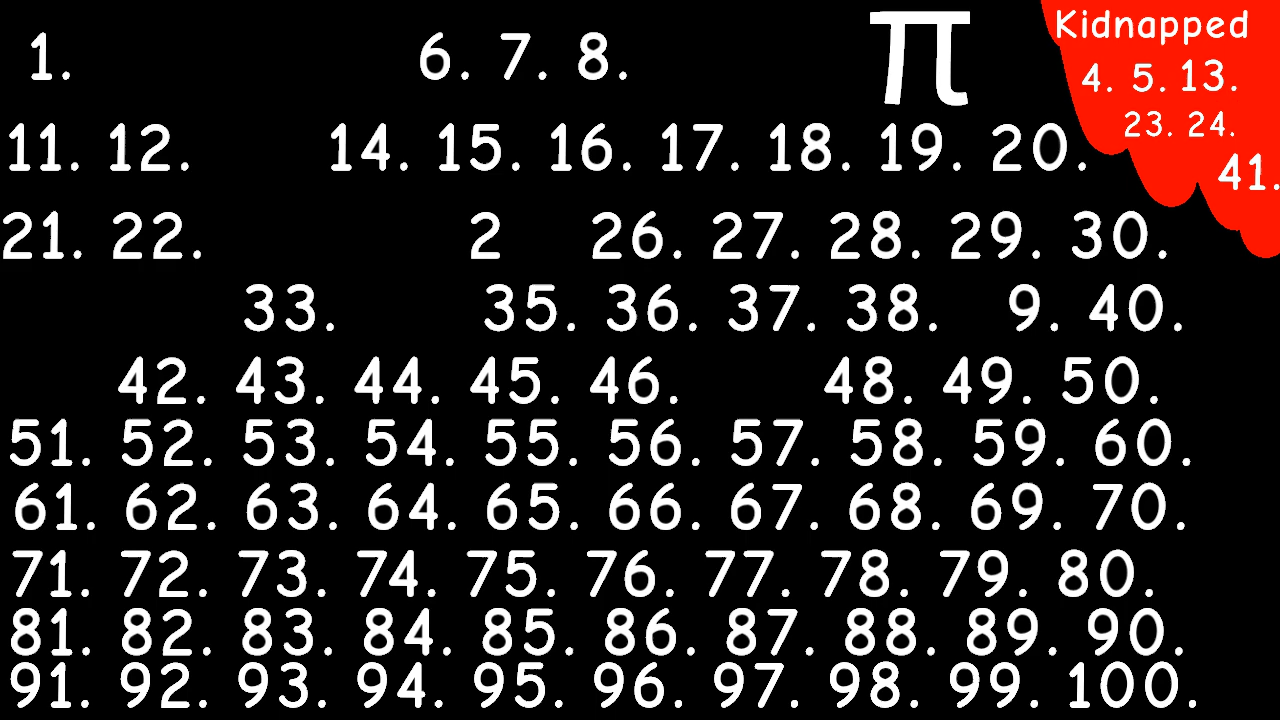 1. 6. 7. 8. π
Kidnapped
4. 5. 13.
23. 24.
41.
11. 12. 14. 15. 16. 17. 18. 19. 20.
21. 22. 2 26. 27. 28. 29. 30.
33. 35. 36. 37. 38. 9. 40.
42. 43. 44. 45. 46. 48. 49. 50.
51. 52. 53. 54. 55. 56. 57. 58. 59. 60.
61. 62. 63. 64. 65. 66. 67. 68. 69. 70.
71. 72. 73. 74. 75. 76. 77. 78. 79. 80.
81. 82. 83. 84. 85. 86. 87. 88. 89. 90.
91. 92. 93. 94. 95. 96. 97. 98. 99. 100.